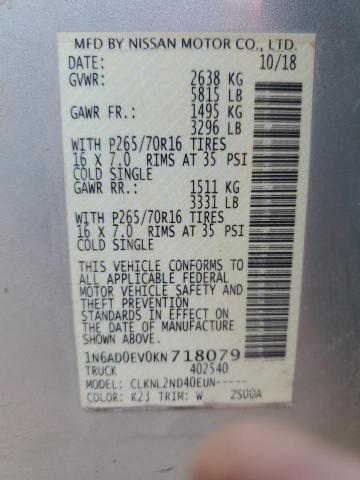 MFD BY NISSAN MOTOR CO., LTD.
DATE: 10/18
GVWR: 2638 KG
5815 LB
GAWR FR.: 1495 KG
3296 LB
WITH P265/70R16 TIRES
16 X 7.0 RIMS AT 35 PSI
COLD SINGLE
GAWR RR.: 1511 KG
3331 LB
WITH P265/70R16 TIRES
16 X 7.0 RIMS AT 35 PSI
COLD SINGLE
THIS VEHICLE CONFORMS TO
ALL APPLICABLE FEDERAL
MOTOR VEHICLE SAFETY AND
THEFT PREVENTION
STANDARDS IN EFFECT ON
THE DATE OF MANUFACTURE
SHOWN ABOVE.
1N6AD0EV0KN718079
TRUCK 402540
MODEL: CLKNL2ND40EUN-----
COLOR: K23 TRIM: W 2S00A